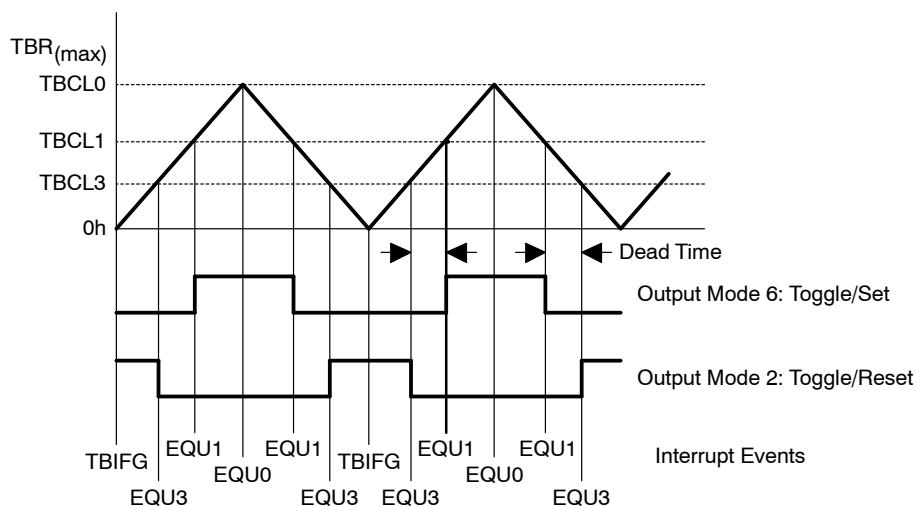 TBR(max)
TBCL0
TBCL1
TBCL3
0h
Dead Time
Output Mode 6: Toggle/Set
Output Mode 2: Toggle/Reset
TBIFG
EQU1
EQU1
TBIFG
EQU1
EQU1
Interrupt Events
EQU0
EQU0
EQU3
EQU3
EQU3
EQU3